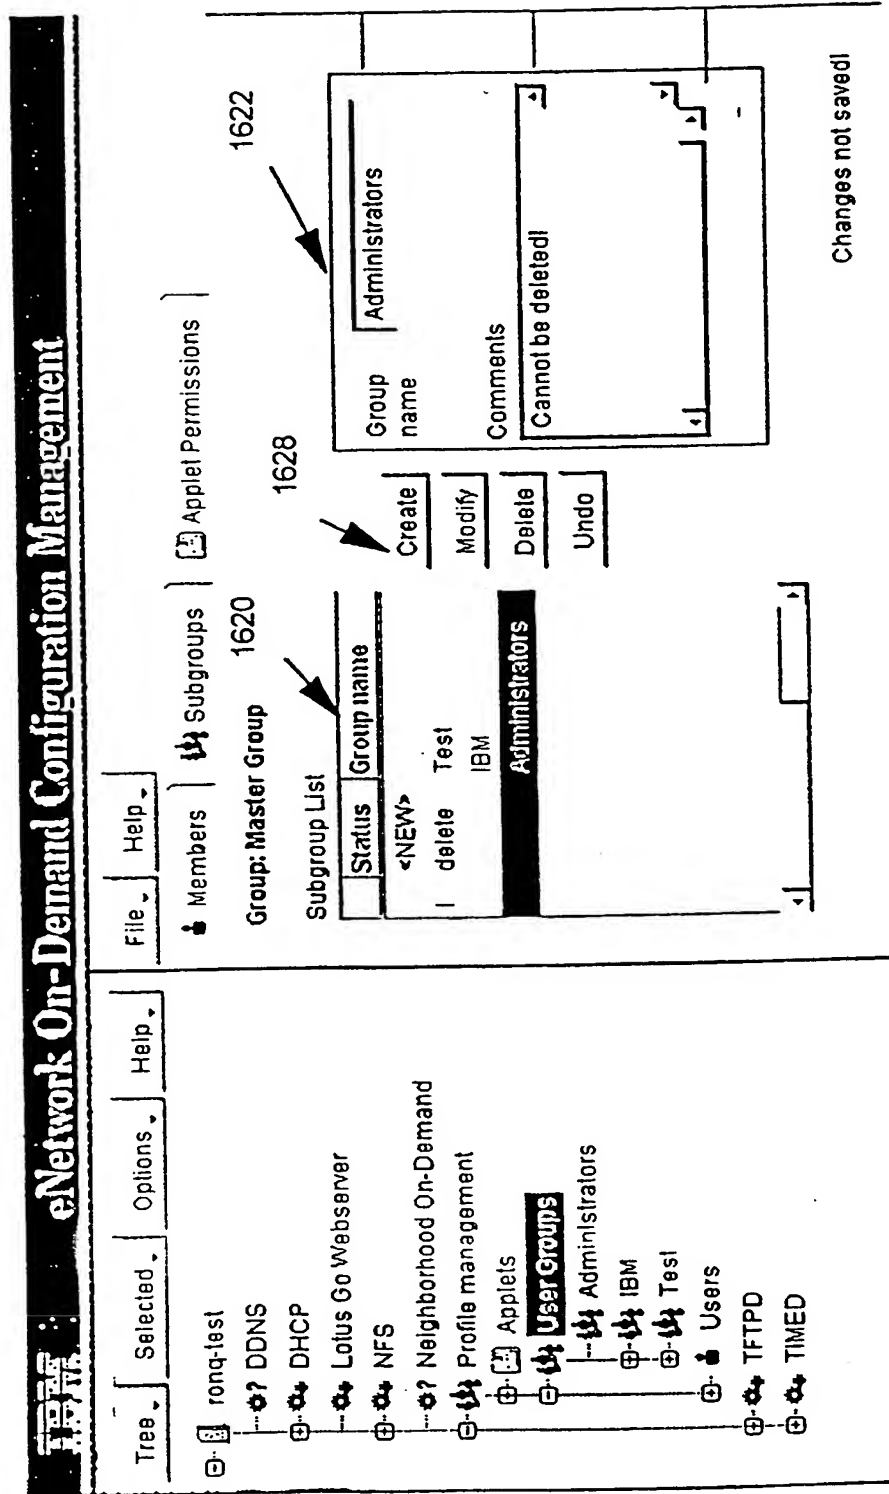 IBM
eNetwork On-Demand Configuration Management
Tree
Selected
Options
Help
ronq-test
? DDNS
DHCP
Lotus Go Webserver
NFS
? Neighborhood On-Demand
Profile management
Applets
User Groups
Administrators
IBM
Test
Users
TFTPD
TIMED
File
Help
Members
Subgroups
Applet Permissions
Group: Master Group
1620
1628
1622
Subgroup List
Status
Group name
<NEW>
delete
Test
IBM
Administrators
Create
Modify
Delete
Undo
Group
name
Administrators
Comments
Cannot be deleted!
Changes not saved!